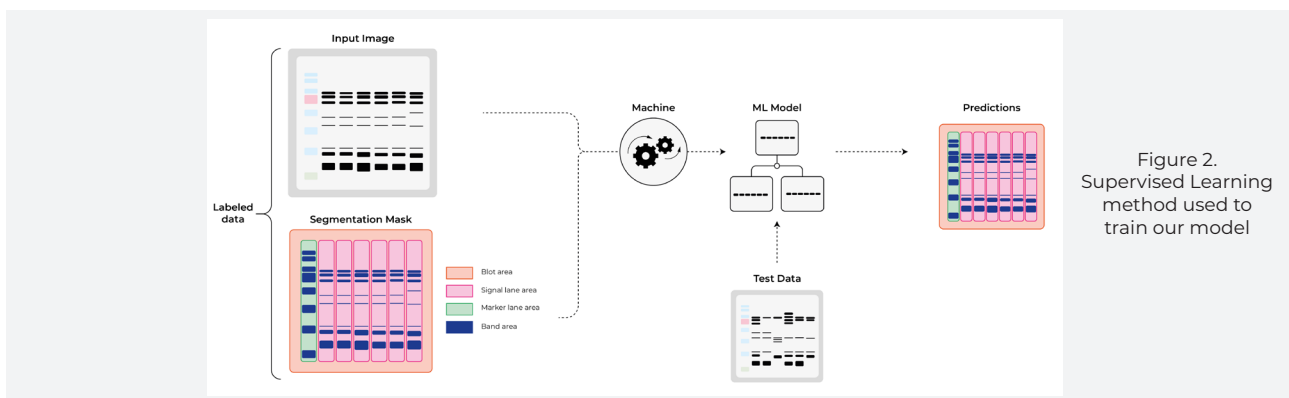 Input Image
Labeled
data
Segmentation Mask
Blot area
Signal lane area
Marker lane area
Band area
Machine
ML Model
Test Data
Predictions
Figure 2.
Supervised Learning
method used to
train our model